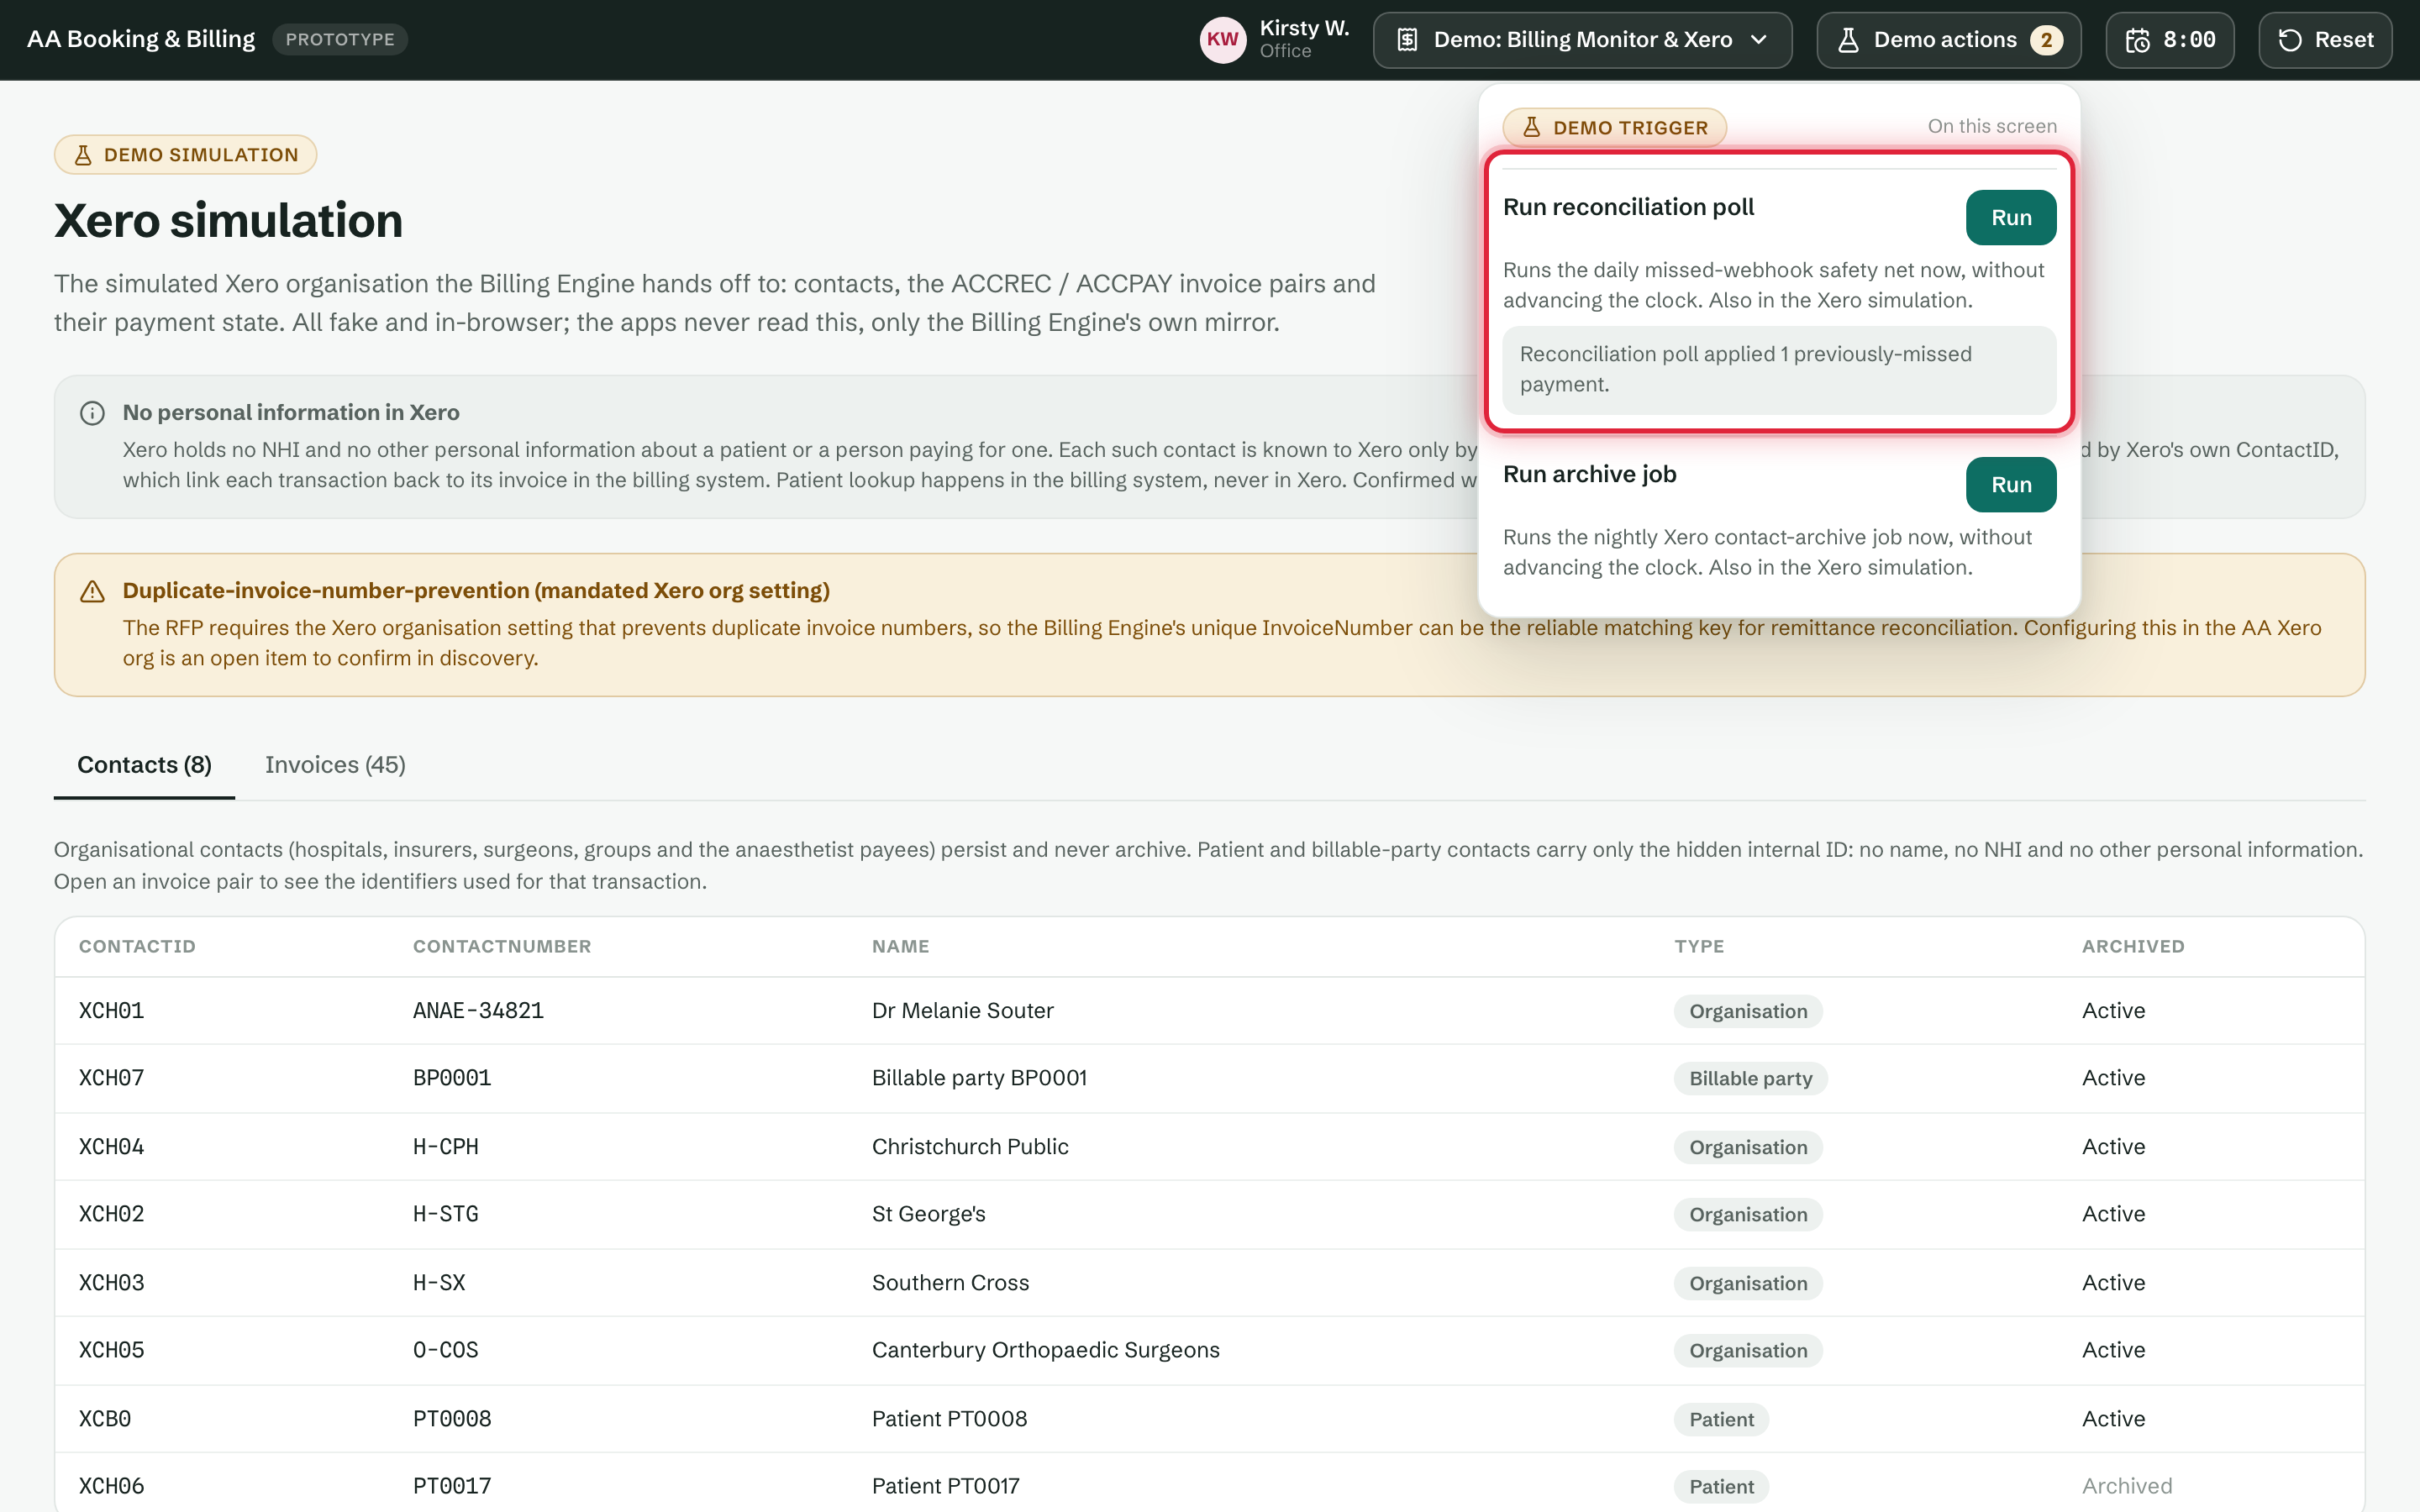 AA Booking & Billing
PROTOTYPE
KW
Kirsty W.
Office
Demo: Billing Monitor & Xero
Demo actions 2
8:00
Reset
DEMO TRIGGER
On this screen
Run reconciliation poll
Run
Runs the daily missed-webhook safety net now, without
advancing the clock. Also in the Xero simulation.
Reconciliation poll applied 1 previously-missed
payment.
Run archive job
Run
Runs the nightly Xero contact-archive job now, without
advancing the clock. Also in the Xero simulation.
DEMO SIMULATION
Xero simulation
The simulated Xero organisation the Billing Engine hands off to: contacts, the ACCREC / ACCPAY invoice pairs and
their payment state. All fake and in-browser; the apps never read this, only the Billing Engine's own mirror.
No personal information in Xero
Xero holds no NHI and no other personal information about a patient or a person paying for one. Each such contact is known to Xero only by
d by Xero's own ContactID,
which link each transaction back to its invoice in the billing system. Patient lookup happens in the billing system, never in Xero. Confirmed w
Duplicate-invoice-number-prevention (mandated Xero org setting)
The RFP requires the Xero organisation setting that prevents duplicate invoice numbers, so the Billing Engine's unique InvoiceNumber can be the reliable matching key for remittance reconciliation. Configuring this in the AA Xero
org is an open item to confirm in discovery.
Contacts (8)
Invoices (45)
Organisational contacts (hospitals, insurers, surgeons, groups and the anaesthetist payees) persist and never archive. Patient and billable-party contacts carry only the hidden internal ID: no name, no NHI and no other personal information.
Open an invoice pair to see the identifiers used for that transaction.
CONTACTID CONTACTNUMBER NAME TYPE ARCHIVED
XCH01 ANAE-34821 Dr Melanie Souter Organisation Active
XCH07 BP0001 Billable party BP0001 Billable party Active
XCH04 H-CPH Christchurch Public Organisation Active
XCH02 H-STG St George's Organisation Active
XCH03 H-SX Southern Cross Organisation Active
XCH05 O-COS Canterbury Orthopaedic Surgeons Organisation Active
XCB0 PT0008 Patient PT0008 Patient Active
XCH06 PT0017 Patient PT0017 Patient Archived